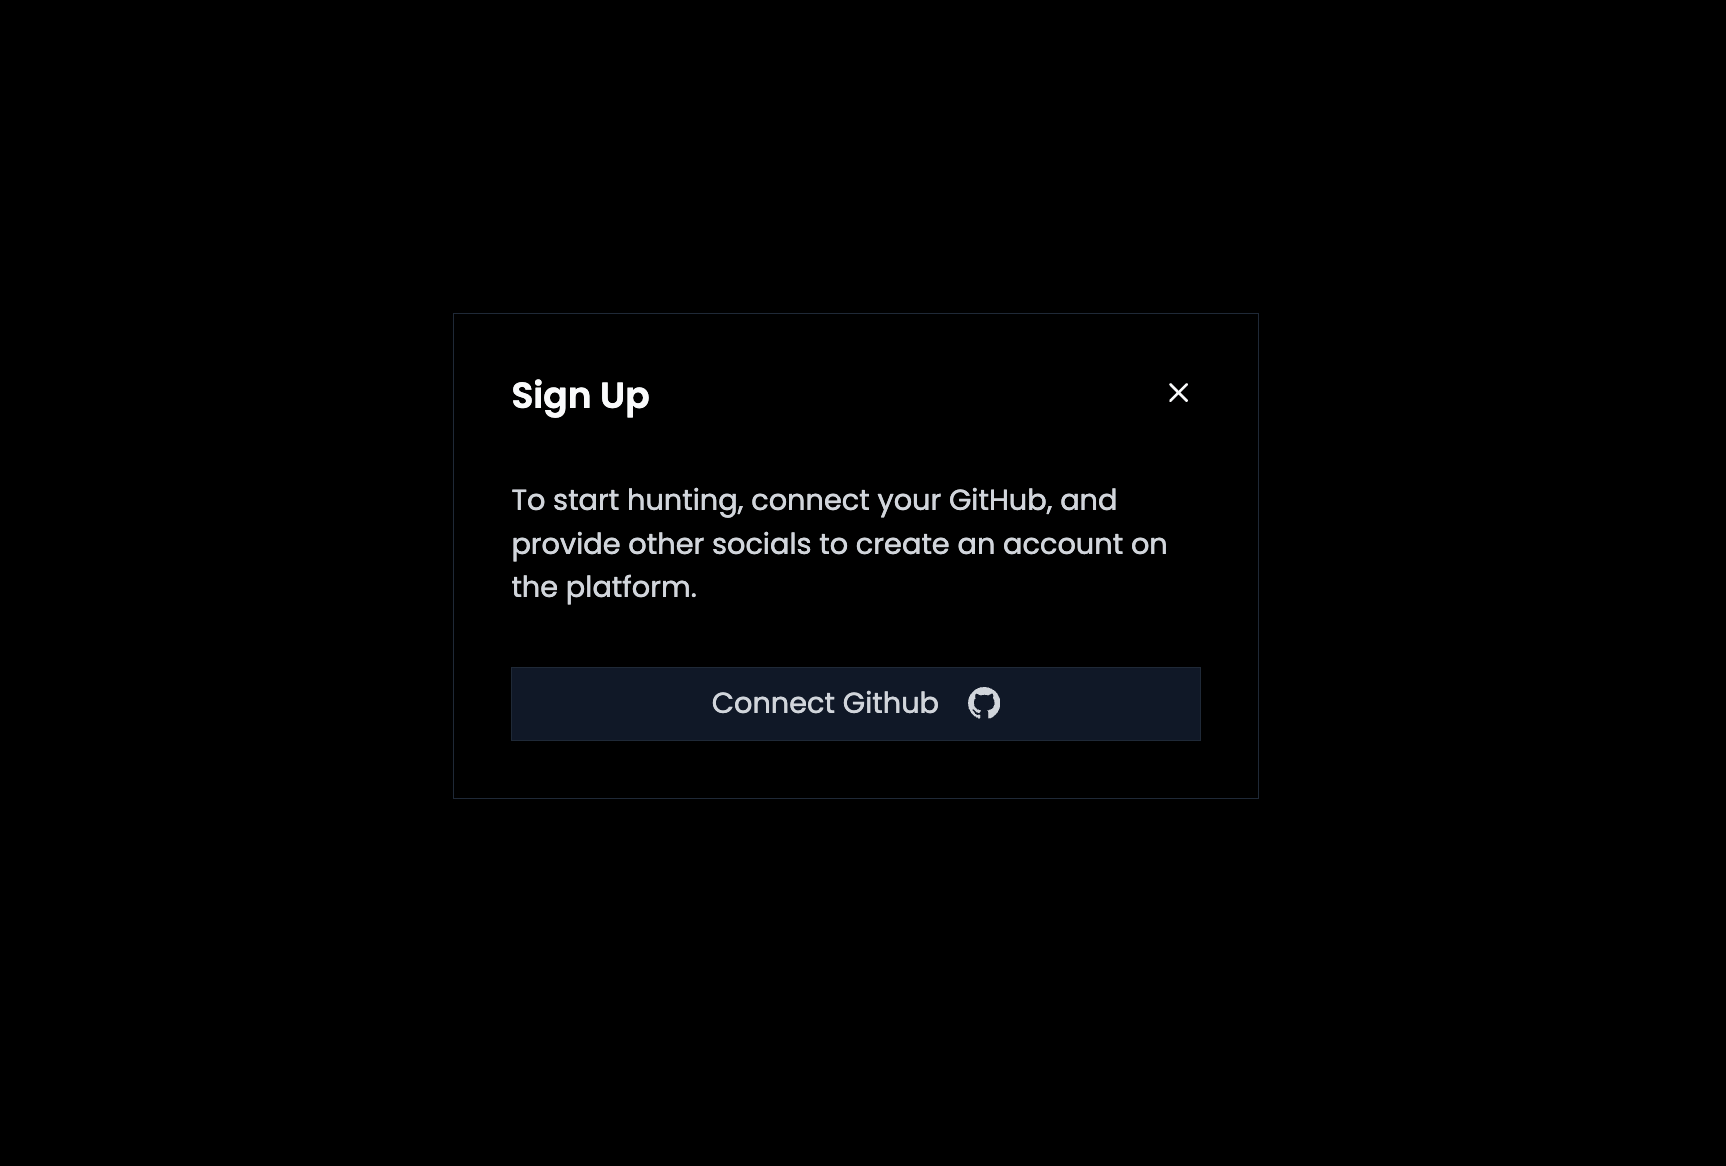 Sign Up
To start hunting, connect your GitHub, and
provide other socials to create an account on
the platform.
Connect Github